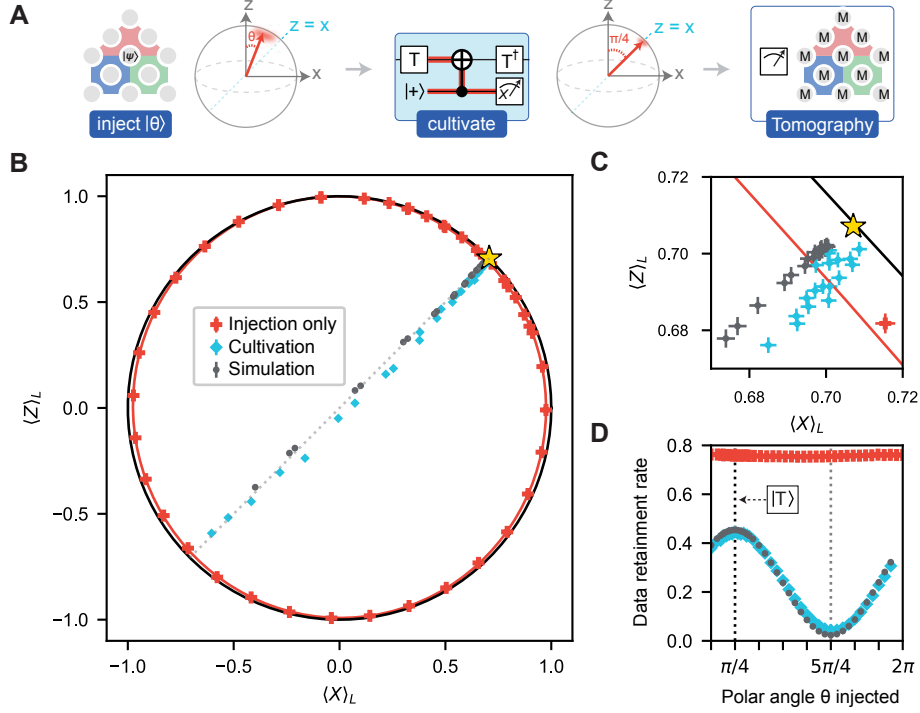 A
z
θ
z = x
x
|ψ⟩
inject |θ⟩
T
T†
|+⟩
X
cultivate
z
π/4
z = x
x
M
M M
M M M
M M M M
Tomography
B
1.0
0.5
0.0
−0.5
−1.0
⟨Z⟩L
Injection only
Cultivation
Simulation
−1.0 −0.5 0.0 0.5 1.0
⟨X⟩L
C
0.72
0.70
0.68
⟨Z⟩L
0.68 0.70 0.72
⟨X⟩L
D
0.8
0.6
0.4
0.2
0.0
Data retainment rate
|T⟩
π/4 5π/4 2π
Polar angle θ injected